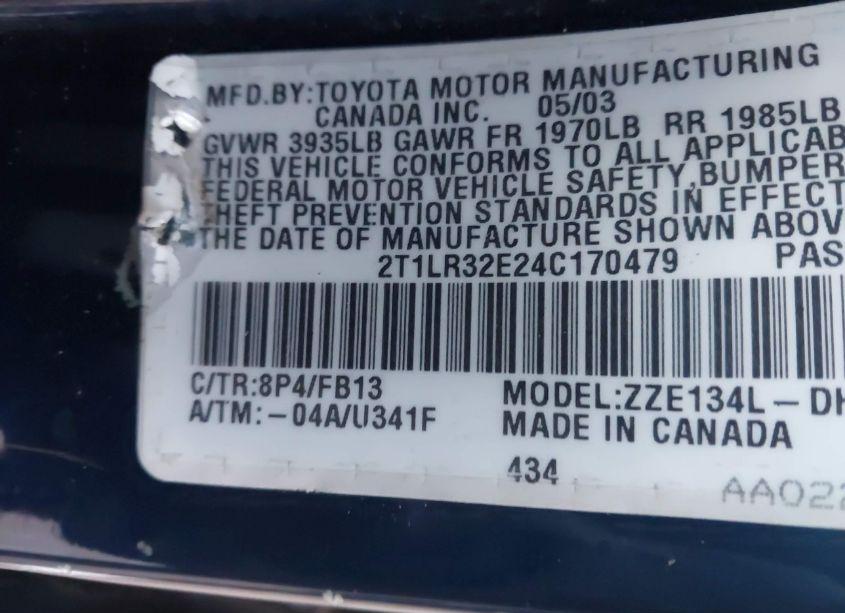 MFD.BY:TOYOTA MOTOR MANUFACTURING
CANADA INC. 05/03
GVWR 3935LB GAWR FR 1970LB RR 1985LB
THIS VEHICLE CONFORMS TO ALL APPLICAB
FEDERAL MOTOR VEHICLE SAFETY,BUMPER
THEFT PREVENTION STANDARDS IN EFFECT
THE DATE OF MANUFACTURE SHOWN ABOV
2T1LR32E24C170479 PAS
C/TR:8P4/FB13 MODEL:ZZE134L-DH
A/TM:-04A/U341F MADE IN CANADA
434 AA022